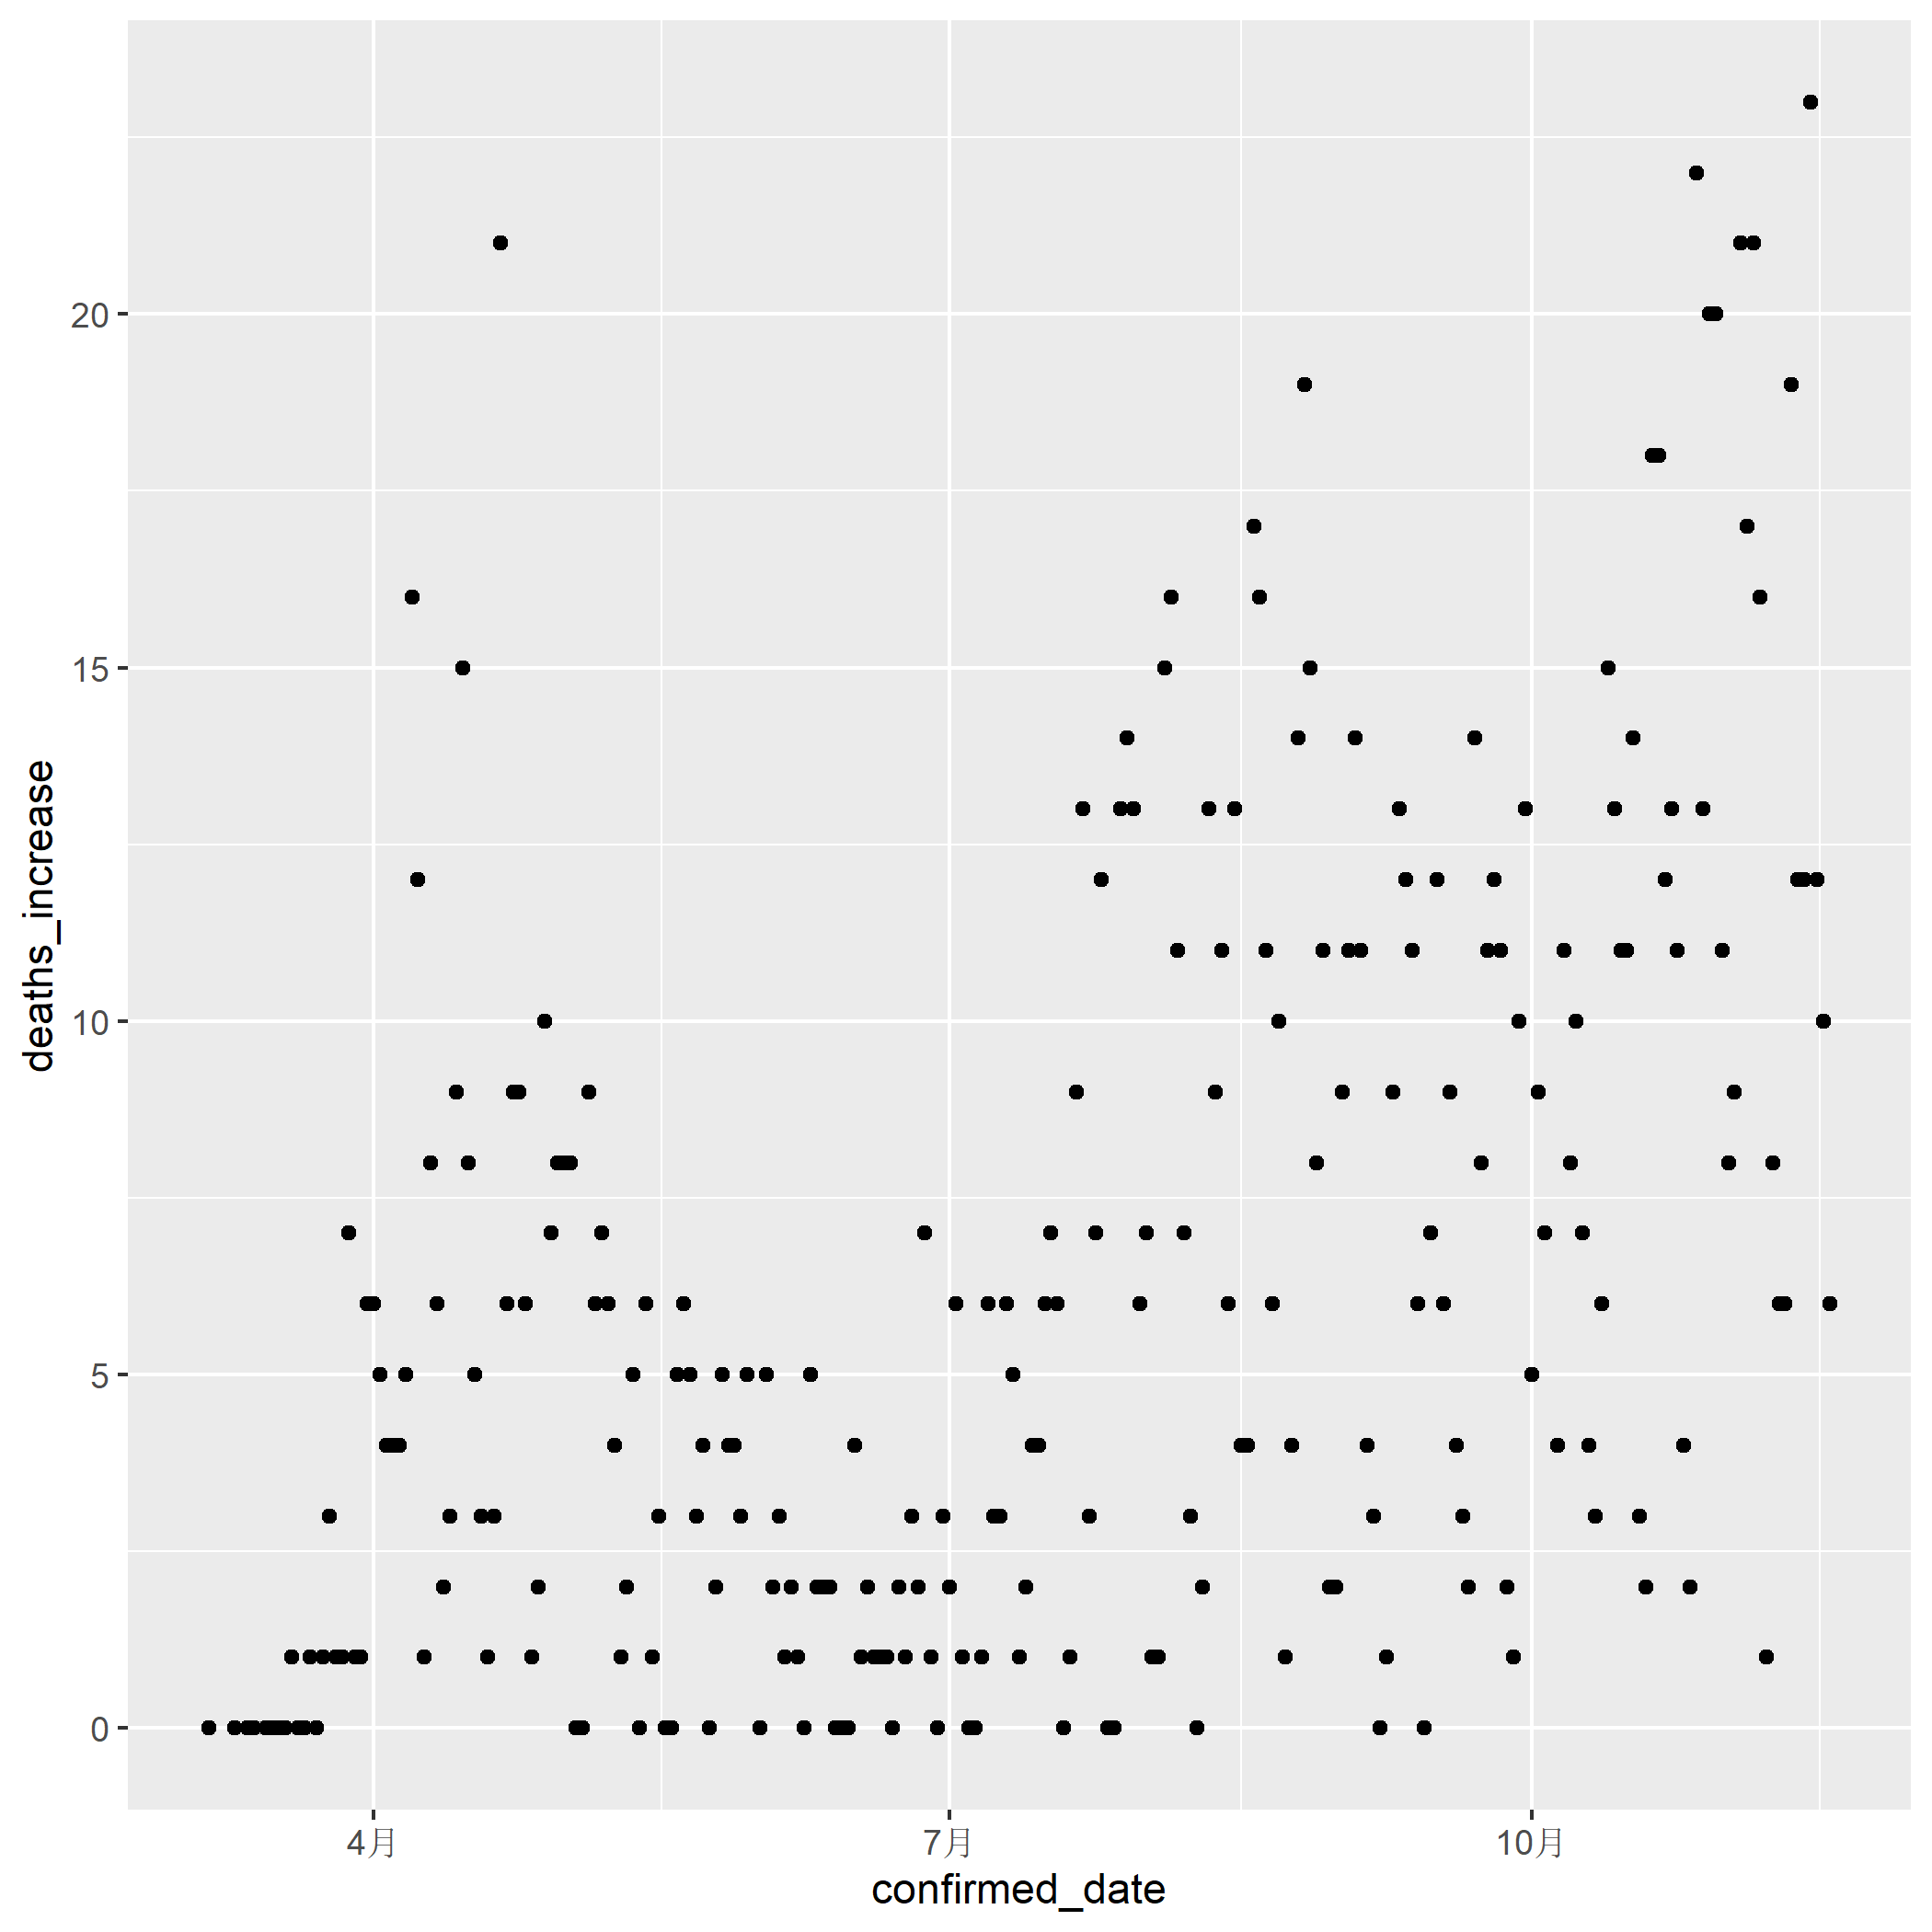 deaths_increase
20
15
10
5
0
4月
7月
10月
confirmed_date